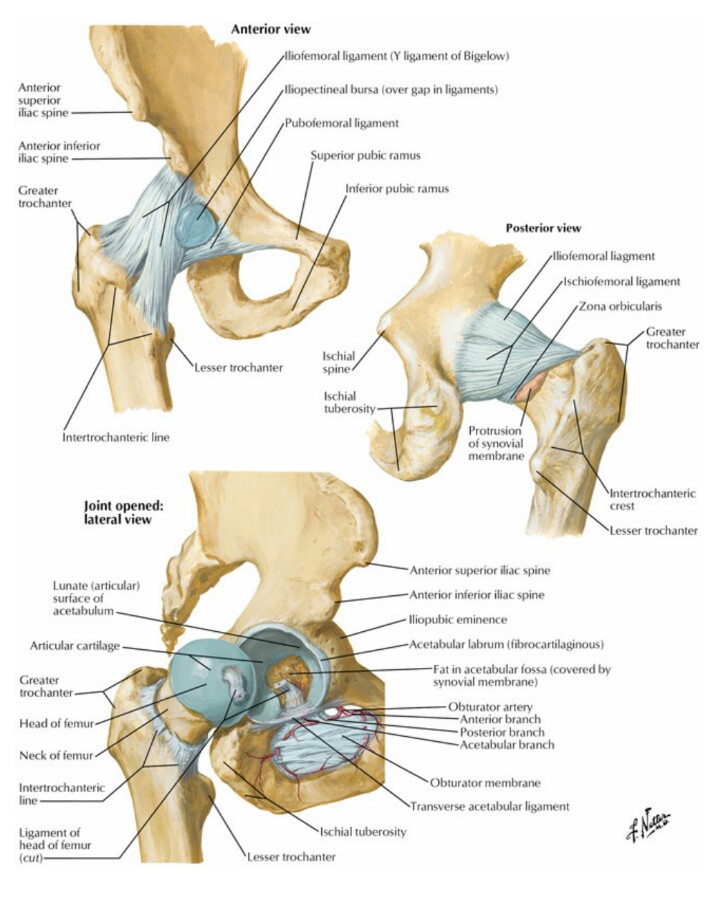 Anterior view
Iliofemoral ligament (Y ligament of Bigelow)
Iliopectineal bursa (over gap in ligaments)
Pubofemoral ligament
Superior pubic ramus
Inferior pubic ramus
Anterior
superior
iliac spine
Anterior inferior
iliac spine
Greater
trochanter
Lesser trochanter
Intertrochanteric line
Posterior view
Iliofemoral liagment
Ischiofemoral ligament
Zona orbicularis
Greater
trochanter
Ischial
spine
Ischial
tuberosity
Protrusion
of synovial
membrane
Intertrochanteric
crest
Lesser trochanter
Joint opened:
lateral view
Lunate (articular)
surface of
acetabulum
Articular cartilage
Greater
trochanter
Head of femur
Neck of femur
Intertrochanteric
line
Ligament of
head of femur
(cut)
Anterior superior iliac spine
Anterior inferior iliac spine
Iliopubic eminence
Acetabular labrum (fibrocartilaginous)
Fat in acetabular fossa (covered by
synovial membrane)
Obturator artery
Anterior branch
Posterior branch
Acetabular branch
Obturator membrane
Transverse acetabular ligament
Ischial tuberosity
Lesser trochanter
F. Netter
M.D.